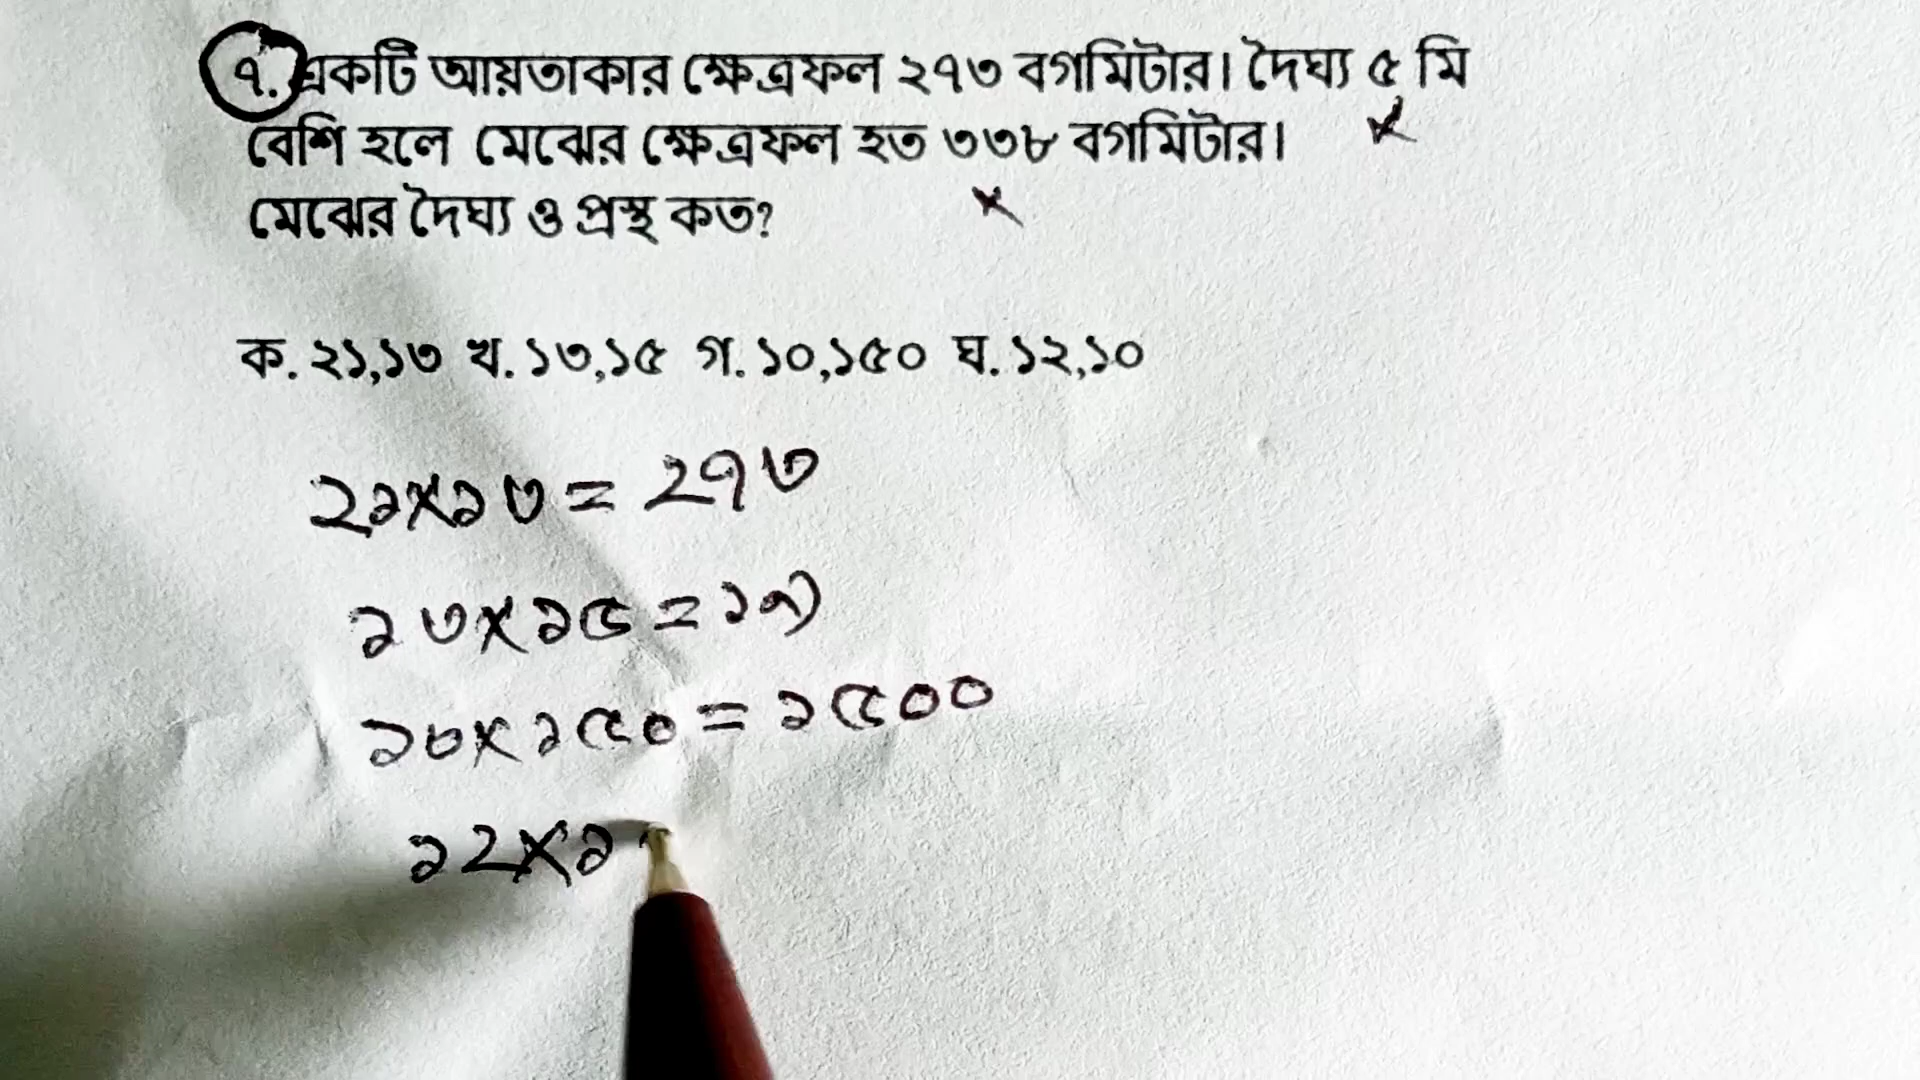 ৭. একটি আয়তাকার ক্ষেত্রফল ২৭৩ বর্গমিটার। দৈর্ঘ্য ৫ মি
বেশি হলে মেঝের ক্ষেত্রফল হত ৩৩৮ বর্গমিটার।
মেঝের দৈর্ঘ্য ও প্রস্থ কত?
ক. ২১,১৩ খ. ১৩,১৫ গ. ১০,১৫০ ঘ. ১২,১০
২১×১৩ = ২৭৩
১৩×১৫ = ১৯
১০×১৫০ = ১৫০০
১২×১